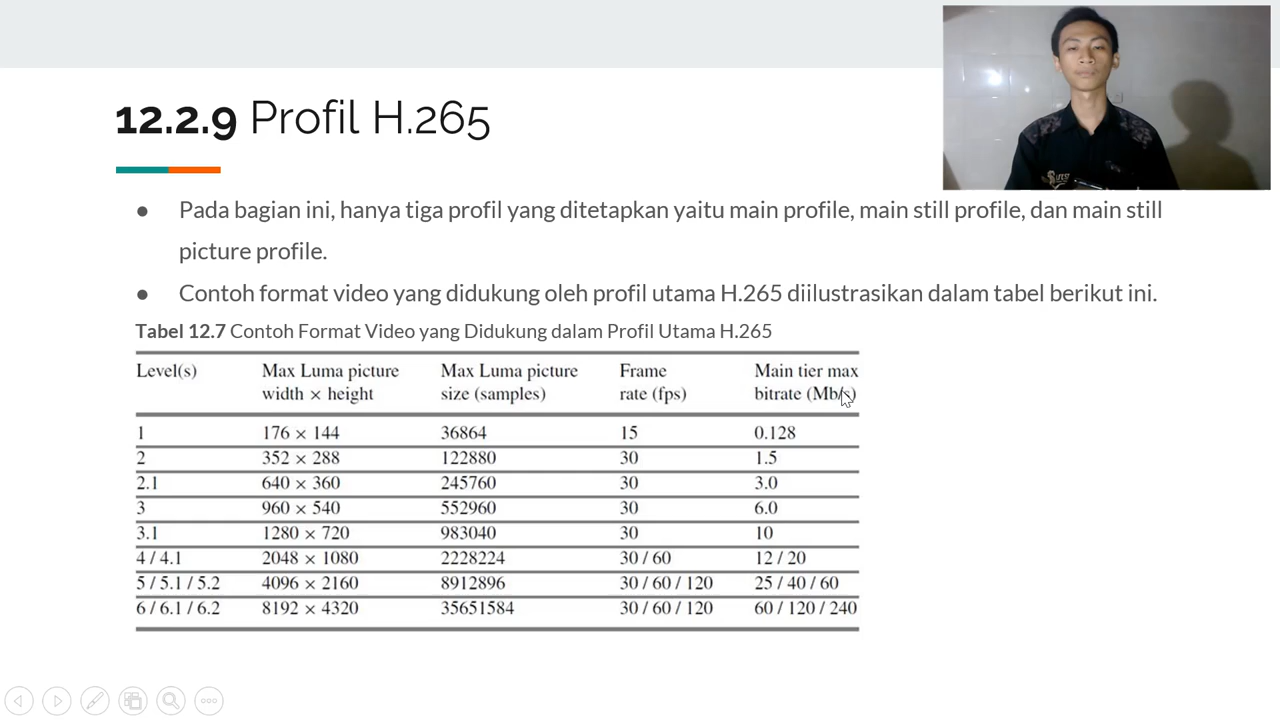 12.2.9 Profil H.265
● Pada bagian ini, hanya tiga profil yang ditetapkan yaitu main profile, main still profile, dan main still
picture profile.
● Contoh format video yang didukung oleh profil utama H.265 diilustrasikan dalam tabel berikut ini.
Tabel 12.7 Contoh Format Video yang Didukung dalam Profil Utama H.265
Level(s) Max Luma picture Max Luma picture Frame Main tier max
width × height size (samples) rate (fps) bitrate (Mb/s)
1 176 × 144 36864 15 0.128
2 352 × 288 122880 30 1.5
2.1 640 × 360 245760 30 3.0
3 960 × 540 552960 30 6.0
3.1 1280 × 720 983040 30 10
4 / 4.1 2048 × 1080 2228224 30 / 60 12 / 20
5 / 5.1 / 5.2 4096 × 2160 8912896 30 / 60 / 120 25 / 40 / 60
6 / 6.1 / 6.2 8192 × 4320 35651584 30 / 60 / 120 60 / 120 / 240